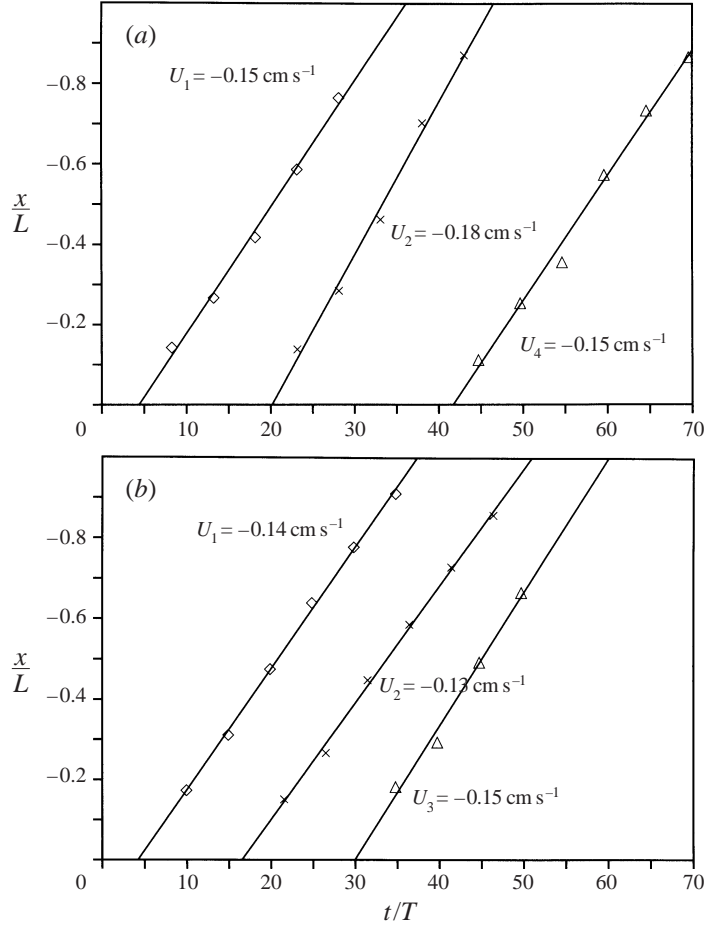 (a)
U1 = −0.15 cm s−1
−0.8
−0.6
x/L
−0.4
U2 = −0.18 cm s−1
−0.2
U4 = −0.15 cm s−1
0 10 20 30 40 50 60 70
(b)
U1 = −0.14 cm s−1
−0.8
−0.6
x/L
−0.4
U2 = −0.13 cm s−1
−0.2
U3 = −0.15 cm s−1
0 10 20 30 40 50 60 70
t/T